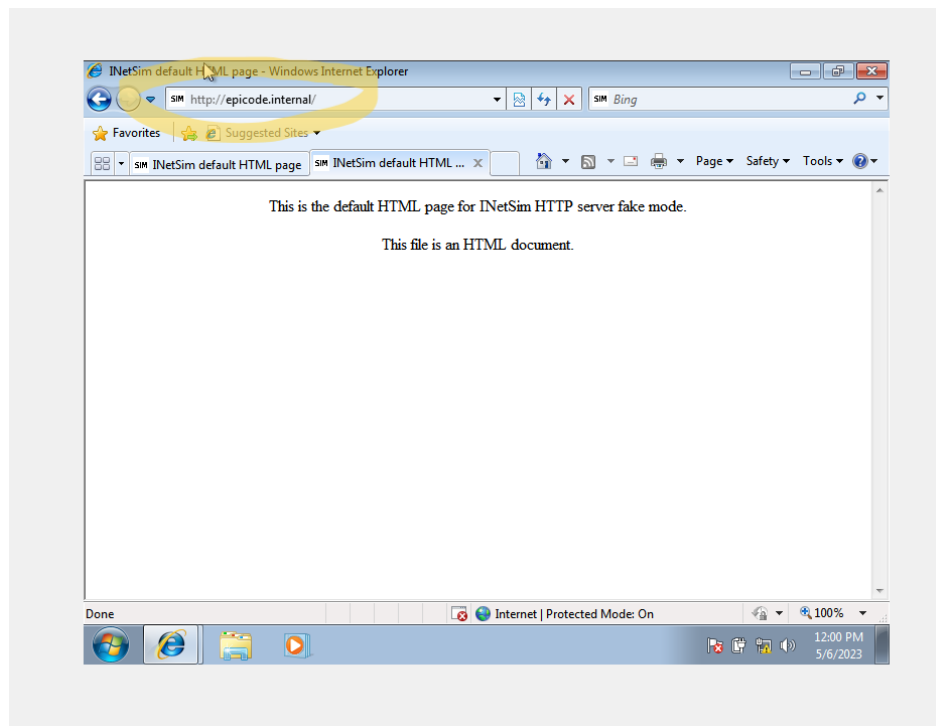 INetSim default HTML page - Windows Internet Explorer
SIM http://epicode.internal/ SIM Bing
Favorites Suggested Sites
SIM INetSim default HTML page SIM INetSim default HTML ... Page Safety Tools
This is the default HTML page for INetSim HTTP server fake mode.
This file is an HTML document.
Done Internet | Protected Mode: On 100%
12:00 PM
5/6/2023